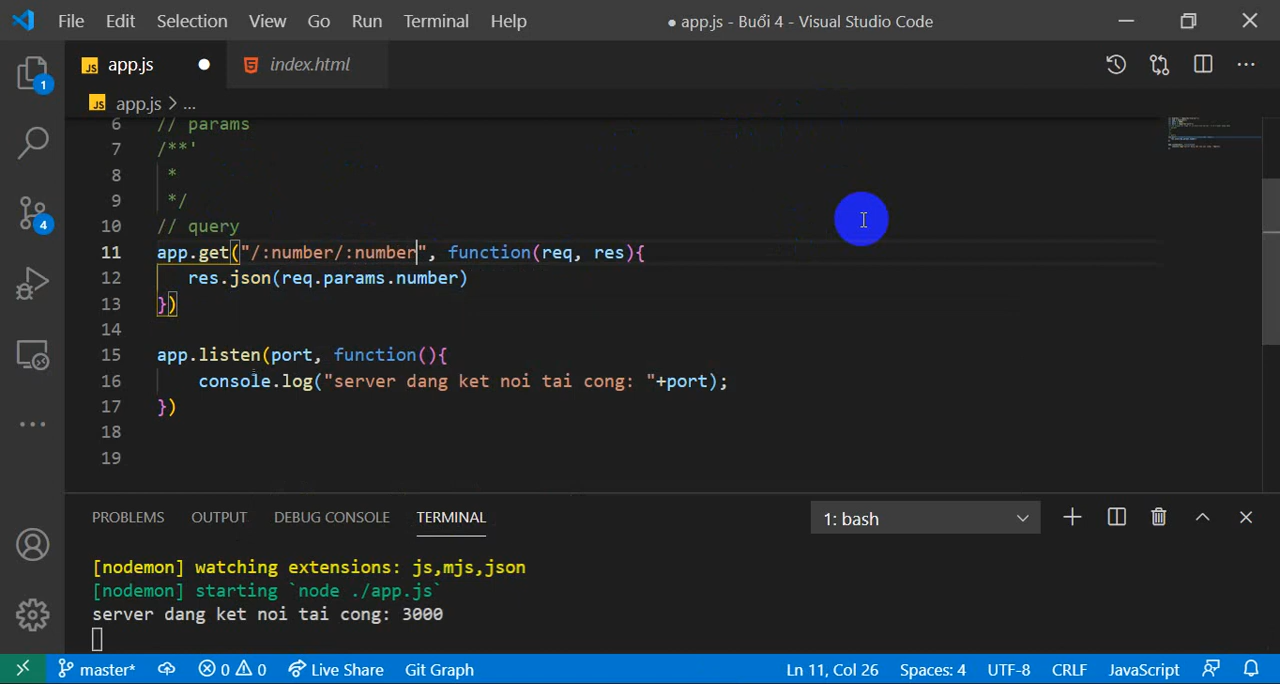 File Edit Selection View Go Run Terminal Help ● app.js - Buổi 4 - Visual Studio Code
JS app.js ● index.html
JS app.js > ...
6 // params
7 /**'
8 *
9 */
10 // query
11 app.get("/:number/:number", function(req, res){
12 res.json(req.params.number)
13 })
14
15 app.listen(port, function(){
16 console.log("server dang ket noi tai cong: "+port);
17 })
18
19
1
4
PROBLEMS OUTPUT DEBUG CONSOLE TERMINAL 1: bash
[nodemon] watching extensions: js,mjs,json
[nodemon] starting `node ./app.js`
server dang ket noi tai cong: 3000
master* 0 0 Live Share Git Graph Ln 11, Col 26 Spaces: 4 UTF-8 CRLF JavaScript